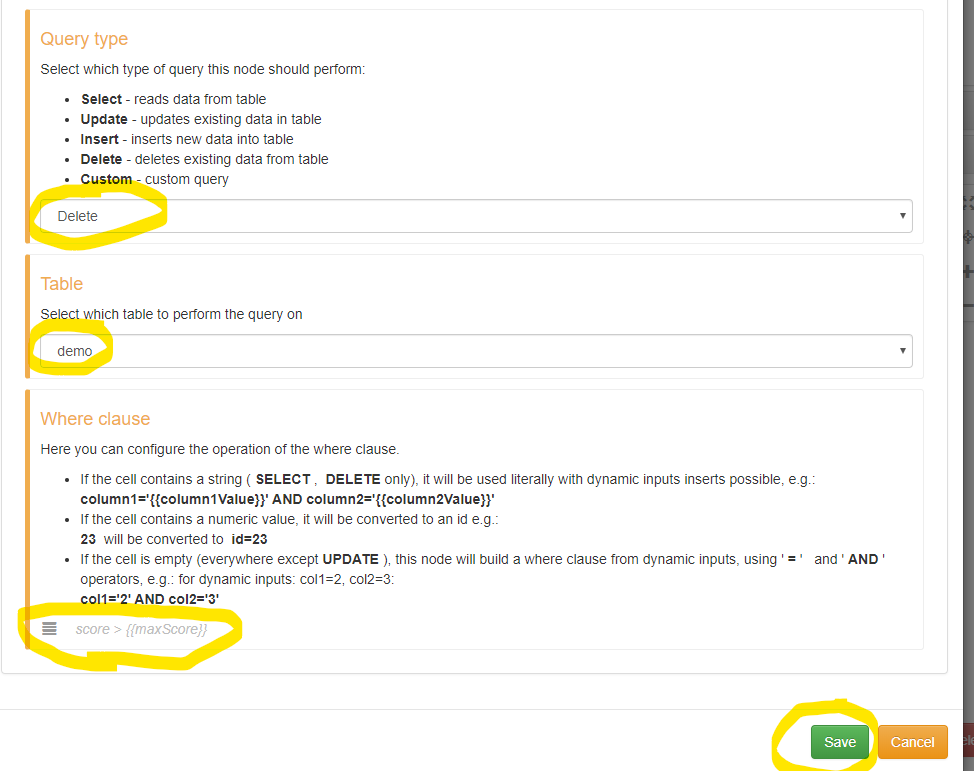 Query type
Select which type of query this node should perform:
• Select - reads data from table
• Update - updates existing data in table
• Insert - inserts new data into table
• Delete - deletes existing data from table
• Custom - custom query
Delete
Table
Select which table to perform the query on
demo
Where clause
Here you can configure the operation of the where clause.
• If the cell contains a string ( SELECT , DELETE only), it will be used literally with dynamic inputs inserts possible, e.g.:
column1='{{column1Value}}' AND column2='{{column2Value}}'
• If the cell contains a numeric value, it will be converted to an id e.g.:
23 will be converted to id=23
• If the cell is empty (everywhere except UPDATE ), this node will build a where clause from dynamic inputs, using ' = ' and ' AND '
operators, e.g.: for dynamic inputs: col1=2, col2=3:
col1='2' AND col2='3'
score > {{maxScore}}
Save Cancel